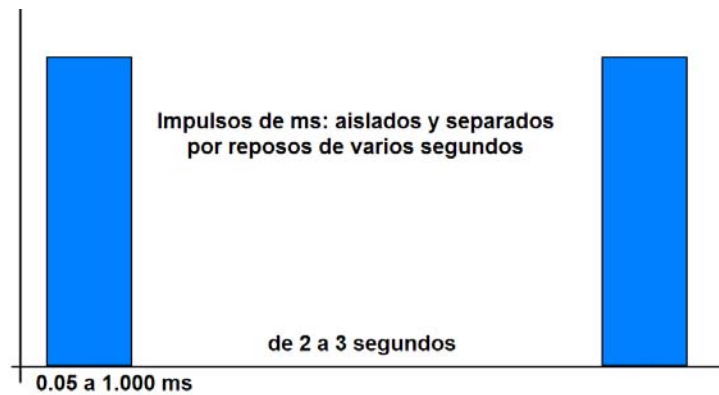 Impulsos de ms: aislados y separados
por reposos de varios segundos
de 2 a 3 segundos
0.05 a 1.000 ms